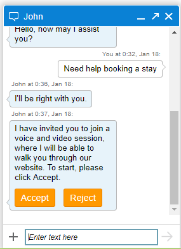 John
Hello, how may I assist
you?
You at 0:32, Jan 18:
Need help booking a stay
John at 0:36, Jan 18:
I'll be right with you.
John at 0:37, Jan 18:
I have invited you to join a
voice and video session,
where I will be able to
walk you through our
website. To start, please
click Accept.
Accept Reject
Enter text here